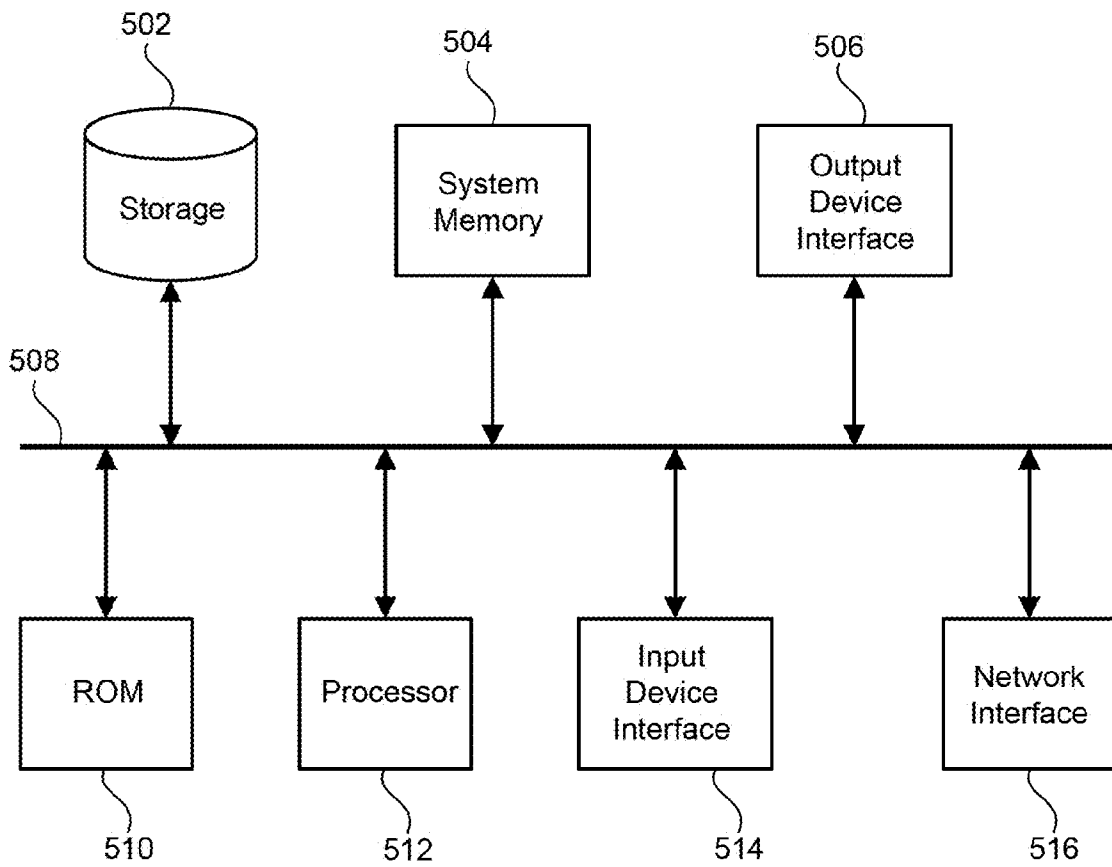 502
504
506
Storage
System
Memory
Output
Device
Interface
508
ROM
Processor
Input
Device
Interface
Network
Interface
510
512
514
516